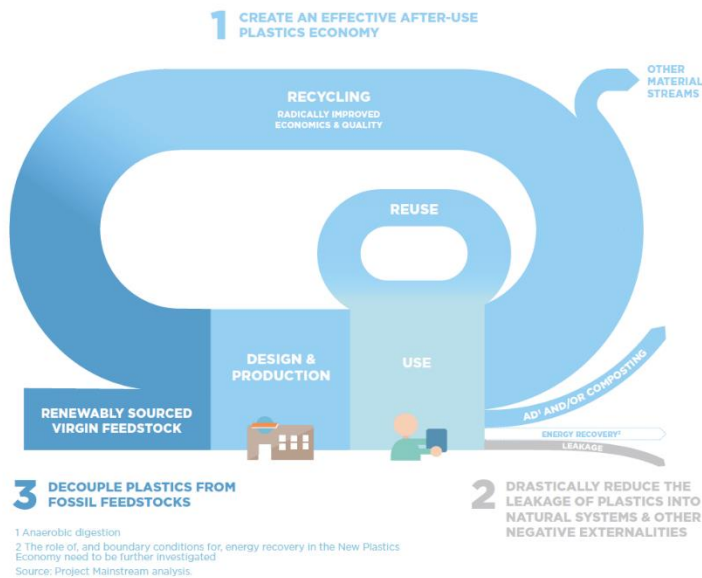 1 CREATE AN EFFECTIVE AFTER-USE
PLASTICS ECONOMY
OTHER
MATERIAL
STREAMS
RECYCLING
RADICALLY IMPROVED
ECONOMICS & QUALITY
REUSE
DESIGN &
PRODUCTION
USE
RENEWABLY SOURCED
VIRGIN FEEDSTOCK
AD¹ AND/OR COMPOSTING
ENERGY RECOVERY²
LEAKAGE
3 DECOUPLE PLASTICS FROM
FOSSIL FEEDSTOCKS
2 DRASTICALLY REDUCE THE
LEAKAGE OF PLASTICS INTO
NATURAL SYSTEMS & OTHER
NEGATIVE EXTERNALITIES
1 Anaerobic digestion
2 The role of, and boundary conditions for, energy recovery in the New Plastics
Economy need to be further investigated
Source: Project Mainstream analysis.